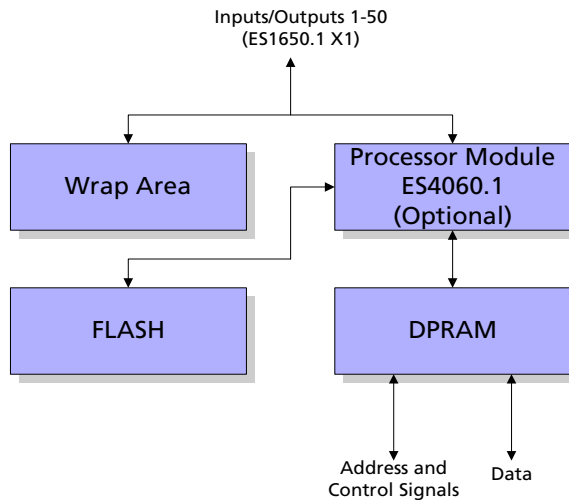 Inputs/Outputs 1-50
(ES1650.1 X1)
Wrap Area
Processor Module
ES4060.1
(Optional)
FLASH
DPRAM
Address and
Control Signals
Data